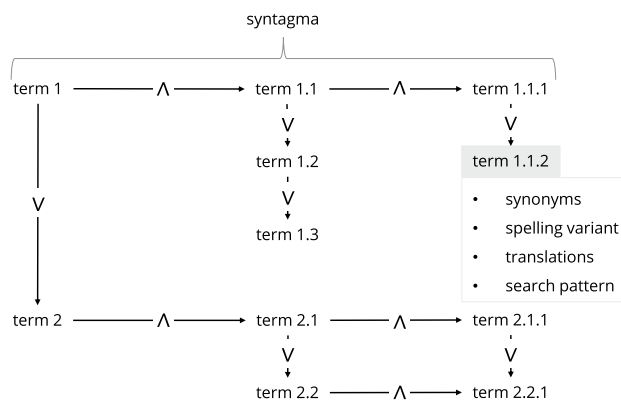 syntagma
term 1 Λ term 1.1 Λ term 1.1.1
V V
term 1.2 term 1.1.2
V
V • synonyms
term 1.3 • spelling variant
• translations
• search pattern
term 2 Λ term 2.1 Λ term 2.1.1
V V
term 2.2 Λ term 2.2.1